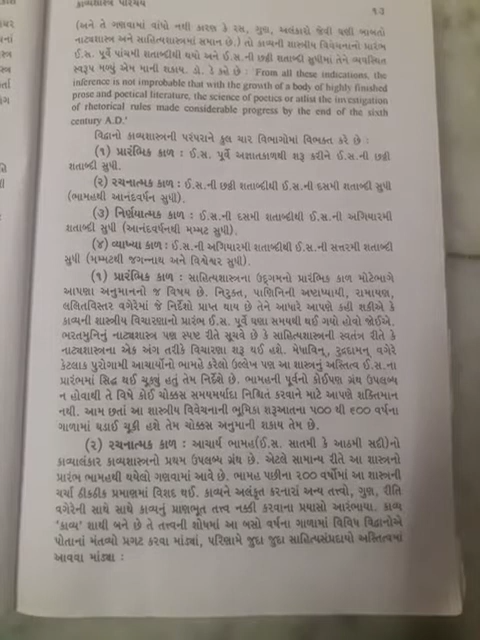 કાવ્યશાસ્ત્ર પરિચય ૧૩
(અને તે ગણવામાં વાંધો નથી કારણ કે રસ, ગુણ, અલંકારો જેવી ઘણી બાબતો
નાટ્યશાસ્ત્ર અને સાહિત્યશાસ્ત્રમાં સમાન છે.) તો કાવ્યની શાસ્ત્રીય વિવેચનાનો પ્રારંભ
ઈ.સ. પૂર્વે પાંચમી શતાબ્દીથી થયો અને ઈ.સ.ની છઠ્ઠી શતાબ્દી સુધીમાં તેને વ્યવસ્થિત
સ્વરૂપ મળ્યું એમ માની શકાય. ડો. ડે કહે છે : 'From all these indications, the
inference is not improbable that with the growth of a body of highly finished
prose and poetical literature, the science of poetics or atlist the investigation
of rhetorical rules made considerable progress by the end of the sixth
century A.D.'
વિદ્વાનો કાવ્યશાસ્ત્રની પરંપરાને કુલ ચાર વિભાગોમાં વિભક્ત કરે છે :
(૧) પ્રારંભિક કાળ : ઈ.સ. પૂર્વે અજ્ઞાતકાળથી શરૂ કરીને ઈ.સ.ની છઠ્ઠી
શતાબ્દી સુધી.
(૨) રચનાત્મક કાળ : ઈ.સ.ની છઠ્ઠી શતાબ્દીથી ઈ.સ.ની દસમી શતાબ્દી સુધી
(ભામહથી આનંદવર્ધન સુધી).
(૩) નિર્ણયાત્મક કાળ : ઈ.સ.ની દસમી શતાબ્દીથી ઈ.સ.ની અગિયારમી
શતાબ્દી સુધી (આનંદવર્ધનથી મમ્મટ સુધી).
(૪) વ્યાખ્યા કાળ : ઈ.સ.ની અગિયારમી શતાબ્દીથી ઈ.સ.ની સત્તરમી શતાબ્દી
સુધી (મમ્મટથી જગન્નાથ અને વિશ્વેશ્વર સુધી).
(૧) પ્રારંભિક કાળ : સાહિત્યશાસ્ત્રના ઉદ્દગમનો પ્રારંભિક કાળ મોટેભાગે
આપણા અનુમાનનો જ વિષય છે. નિરુક્ત, પાણિનીની અષ્ટાધ્યાયી, રામાયણ,
લલિતવિસ્તર વગેરેમાં જે નિર્દેશો પ્રાપ્ત થાય છે તેને આધારે આપણે કહી શકીએ કે
કાવ્યની શાસ્ત્રીય વિચારણાનો પ્રારંભ ઈ.સ. પૂર્વે ઘણા સમયથી થઈ ગયો હોવો જોઈએ.
ભરતમુનિનું નાટ્યશાસ્ત્ર પણ સ્પષ્ટ રીતે સૂચવે છે કે સાહિત્યશાસ્ત્રની સ્વતંત્ર રીતે કે
નાટ્યશાસ્ત્રના એક અંગ તરીકે વિચારણા શરૂ થઈ હશે. મેધાવિન્, રુદ્રદામન્ વગેરે
કેટલાક પુરોગામી આચાર્યોનો ભામહે કરેલો ઉલ્લેખ પણ આ શાસ્ત્રનું અસ્તિત્વ ઈ.સ.ના
પ્રારંભમાં સિદ્ધ થઈ ચૂક્યું હતું તેમ નિર્દેશે છે. ભામહની પૂર્વનો કોઈપણ ગ્રંથ ઉપલબ્ધ
ન હોવાથી તે વિષે કોઈ ચોક્કસ સમયમર્યાદા નિશ્ચિત કરવાને માટે આપણે શક્તિમાન
નથી. આમ છતાં આ શાસ્ત્રીય વિવેચનાની ભૂમિકા શરૂઆતના ૫૦૦ થી ૬૦૦ વર્ષના
ગાળામાં ઘડાઈ ચૂકી હશે તેમ ચોક્કસ અનુમાની શકાય તેમ છે.
(૨) રચનાત્મક કાળ : આચાર્ય ભામહ(ઈ.સ. સાતમી કે આઠમી સદી)નો
કાવ્યાલંકાર કાવ્યશાસ્ત્રનો પ્રથમ ઉપલબ્ધ ગ્રંથ છે. એટલે સામાન્ય રીતે આ શાસ્ત્રનો
પ્રારંભ ભામહથી થયેલો ગણવામાં આવે છે. ભામહ પછીના ૨૦૦ વર્ષોમાં આ શાસ્ત્રની
ચર્ચા ઠીકઠીક પ્રમાણમાં વિશદ થઈ. કાવ્યને અલંકૃત કરનારાં અન્ય તત્ત્વો, ગુણ, રીતિ
વગેરેની સાથે સાથે કાવ્યનું પ્રાણભૂત તત્ત્વ નક્કી કરવાના પ્રયાસો આરંભાયા. કાવ્ય
'કાવ્ય' શાથી બને છે તે તત્ત્વની શોધમાં આ બસો વર્ષના ગાળામાં વિવિધ વિદ્વાનોએ
પોતાનાં મંતવ્યો પ્રગટ કરવા માંડ્યાં, પરિણામે જુદા જુદા સાહિત્યસંપ્રદાયો અસ્તિત્વમાં
આવવા માંડ્યા :